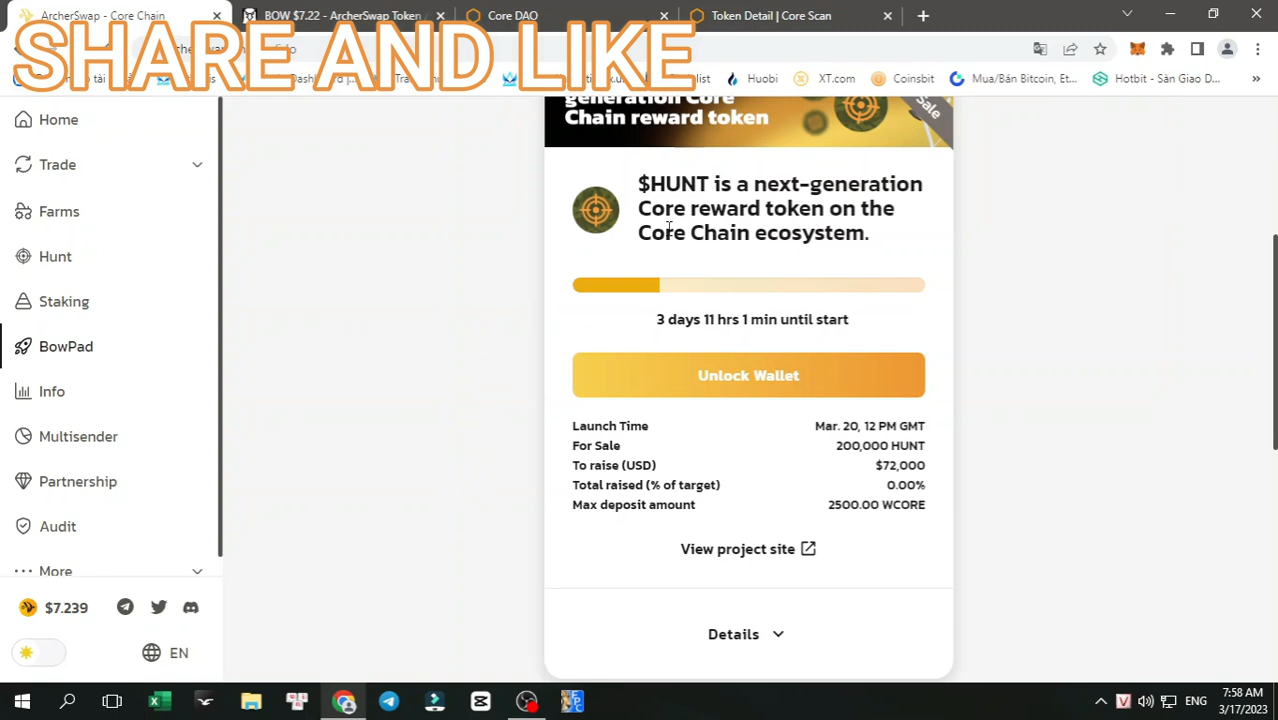 ArcherSwap - Core Chain
BOW $7.22 - ArcherSwap Token
Core DAO
Token Detail | Core Scan
SHARE AND LIKE
Huobi
XT.com
Coinsbit
Mua/Bán Bitcoin, Et...
Hotbit - Sàn Giao D...
Home
Trade
Farms
Hunt
Staking
BowPad
Info
Multisender
Partnership
Audit
More
$7.239
EN
generation Core
Chain reward token
Sale
$HUNT is a next-generation
Core reward token on the
Core Chain ecosystem.
3 days 11 hrs 1 min until start
Unlock Wallet
Launch Time Mar. 20, 12 PM GMT
For Sale 200,000 HUNT
To raise (USD) $72,000
Total raised (% of target) 0.00%
Max deposit amount 2500.00 WCORE
View project site
Details
ENG
7:58 AM
3/17/2023